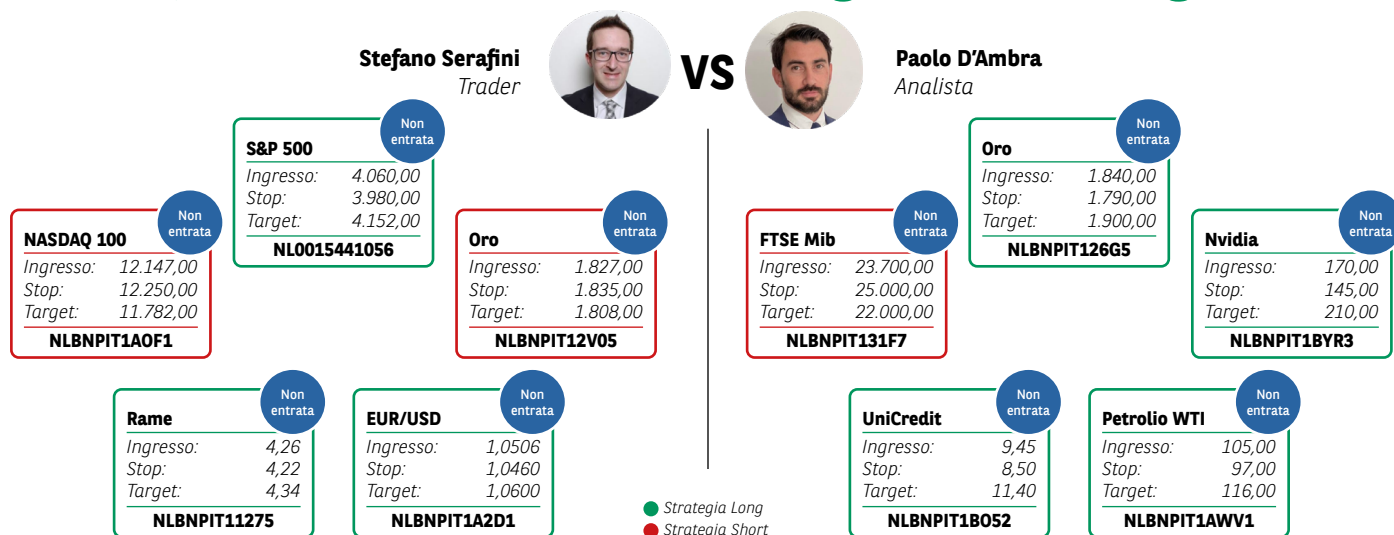 Stefano Serafini
Trader
VS
Paolo D'Ambra
Analista
Non
entrata
S&P 500
Ingresso: 4.060,00
Stop: 3.980,00
Target: 4.152,00
NL0015441056
Non
entrata
NASDAQ 100
Ingresso: 12.147,00
Stop: 12.250,00
Target: 11.782,00
NLBNPIT1AOF1
Non
entrata
Oro
Ingresso: 1.827,00
Stop: 1.835,00
Target: 1.808,00
NLBNPIT12V05
Non
entrata
Rame
Ingresso: 4,26
Stop: 4,22
Target: 4,34
NLBNPIT11275
Non
entrata
EUR/USD
Ingresso: 1,0506
Stop: 1,0460
Target: 1,0600
NLBNPIT1A2D1
Non
entrata
Oro
Ingresso: 1.840,00
Stop: 1.790,00
Target: 1.900,00
NLBNPIT126G5
Non
entrata
FTSE Mib
Ingresso: 23.700,00
Stop: 25.000,00
Target: 22.000,00
NLBNPIT131F7
Non
entrata
Nvidia
Ingresso: 170,00
Stop: 145,00
Target: 210,00
NLBNPIT1BYR3
Non
entrata
UniCredit
Ingresso: 9,45
Stop: 8,50
Target: 11,40
NLBNPIT1BO52
Non
entrata
Petrolio WTI
Ingresso: 105,00
Stop: 97,00
Target: 116,00
NLBNPIT1AWV1
Strategia Long
Strategia Short